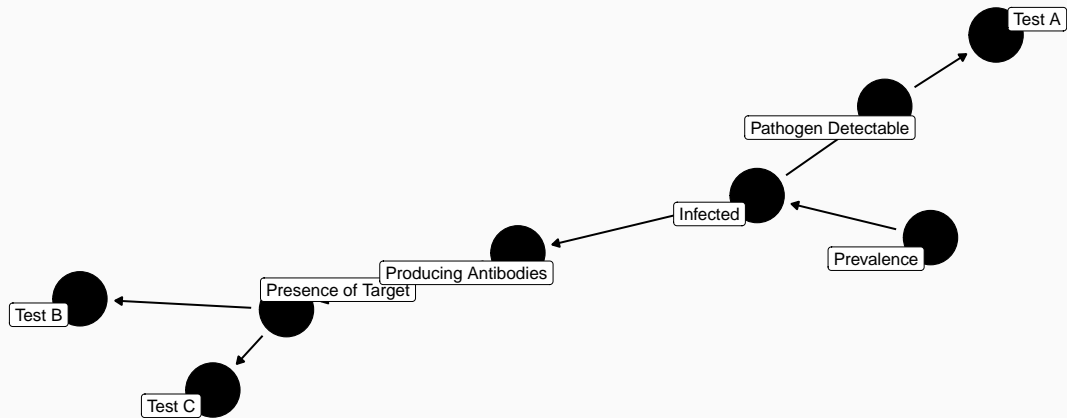 Test A
Pathogen Detectable
Infected
Prevalence
Producing Antibodies
Presence of Target
Test B
Test C